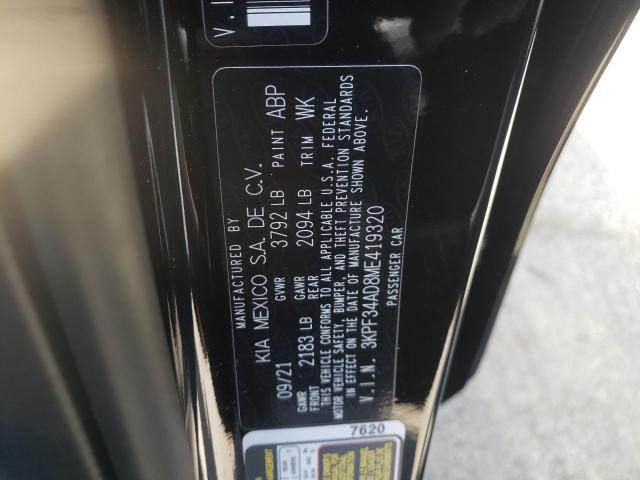 V.I.
MANUFACTURED BY
KIA MEXICO S.A. DE C.V.
09/21 GVWR 3792 LB PAINT ABP
GAWR FRONT 2183 LB GAWR REAR 2094 LB TRIM WK
THIS VEHICLE CONFORMS TO ALL APPLICABLE U.S.A. FEDERAL
MOTOR VEHICLE SAFETY, BUMPER, AND THEFT PREVENTION STANDARDS
IN EFFECT ON THE DATE OF MANUFACTURE SHOWN ABOVE.
V.I.N. 3KPF34AD8ME419320
PASSENGER CAR
7620